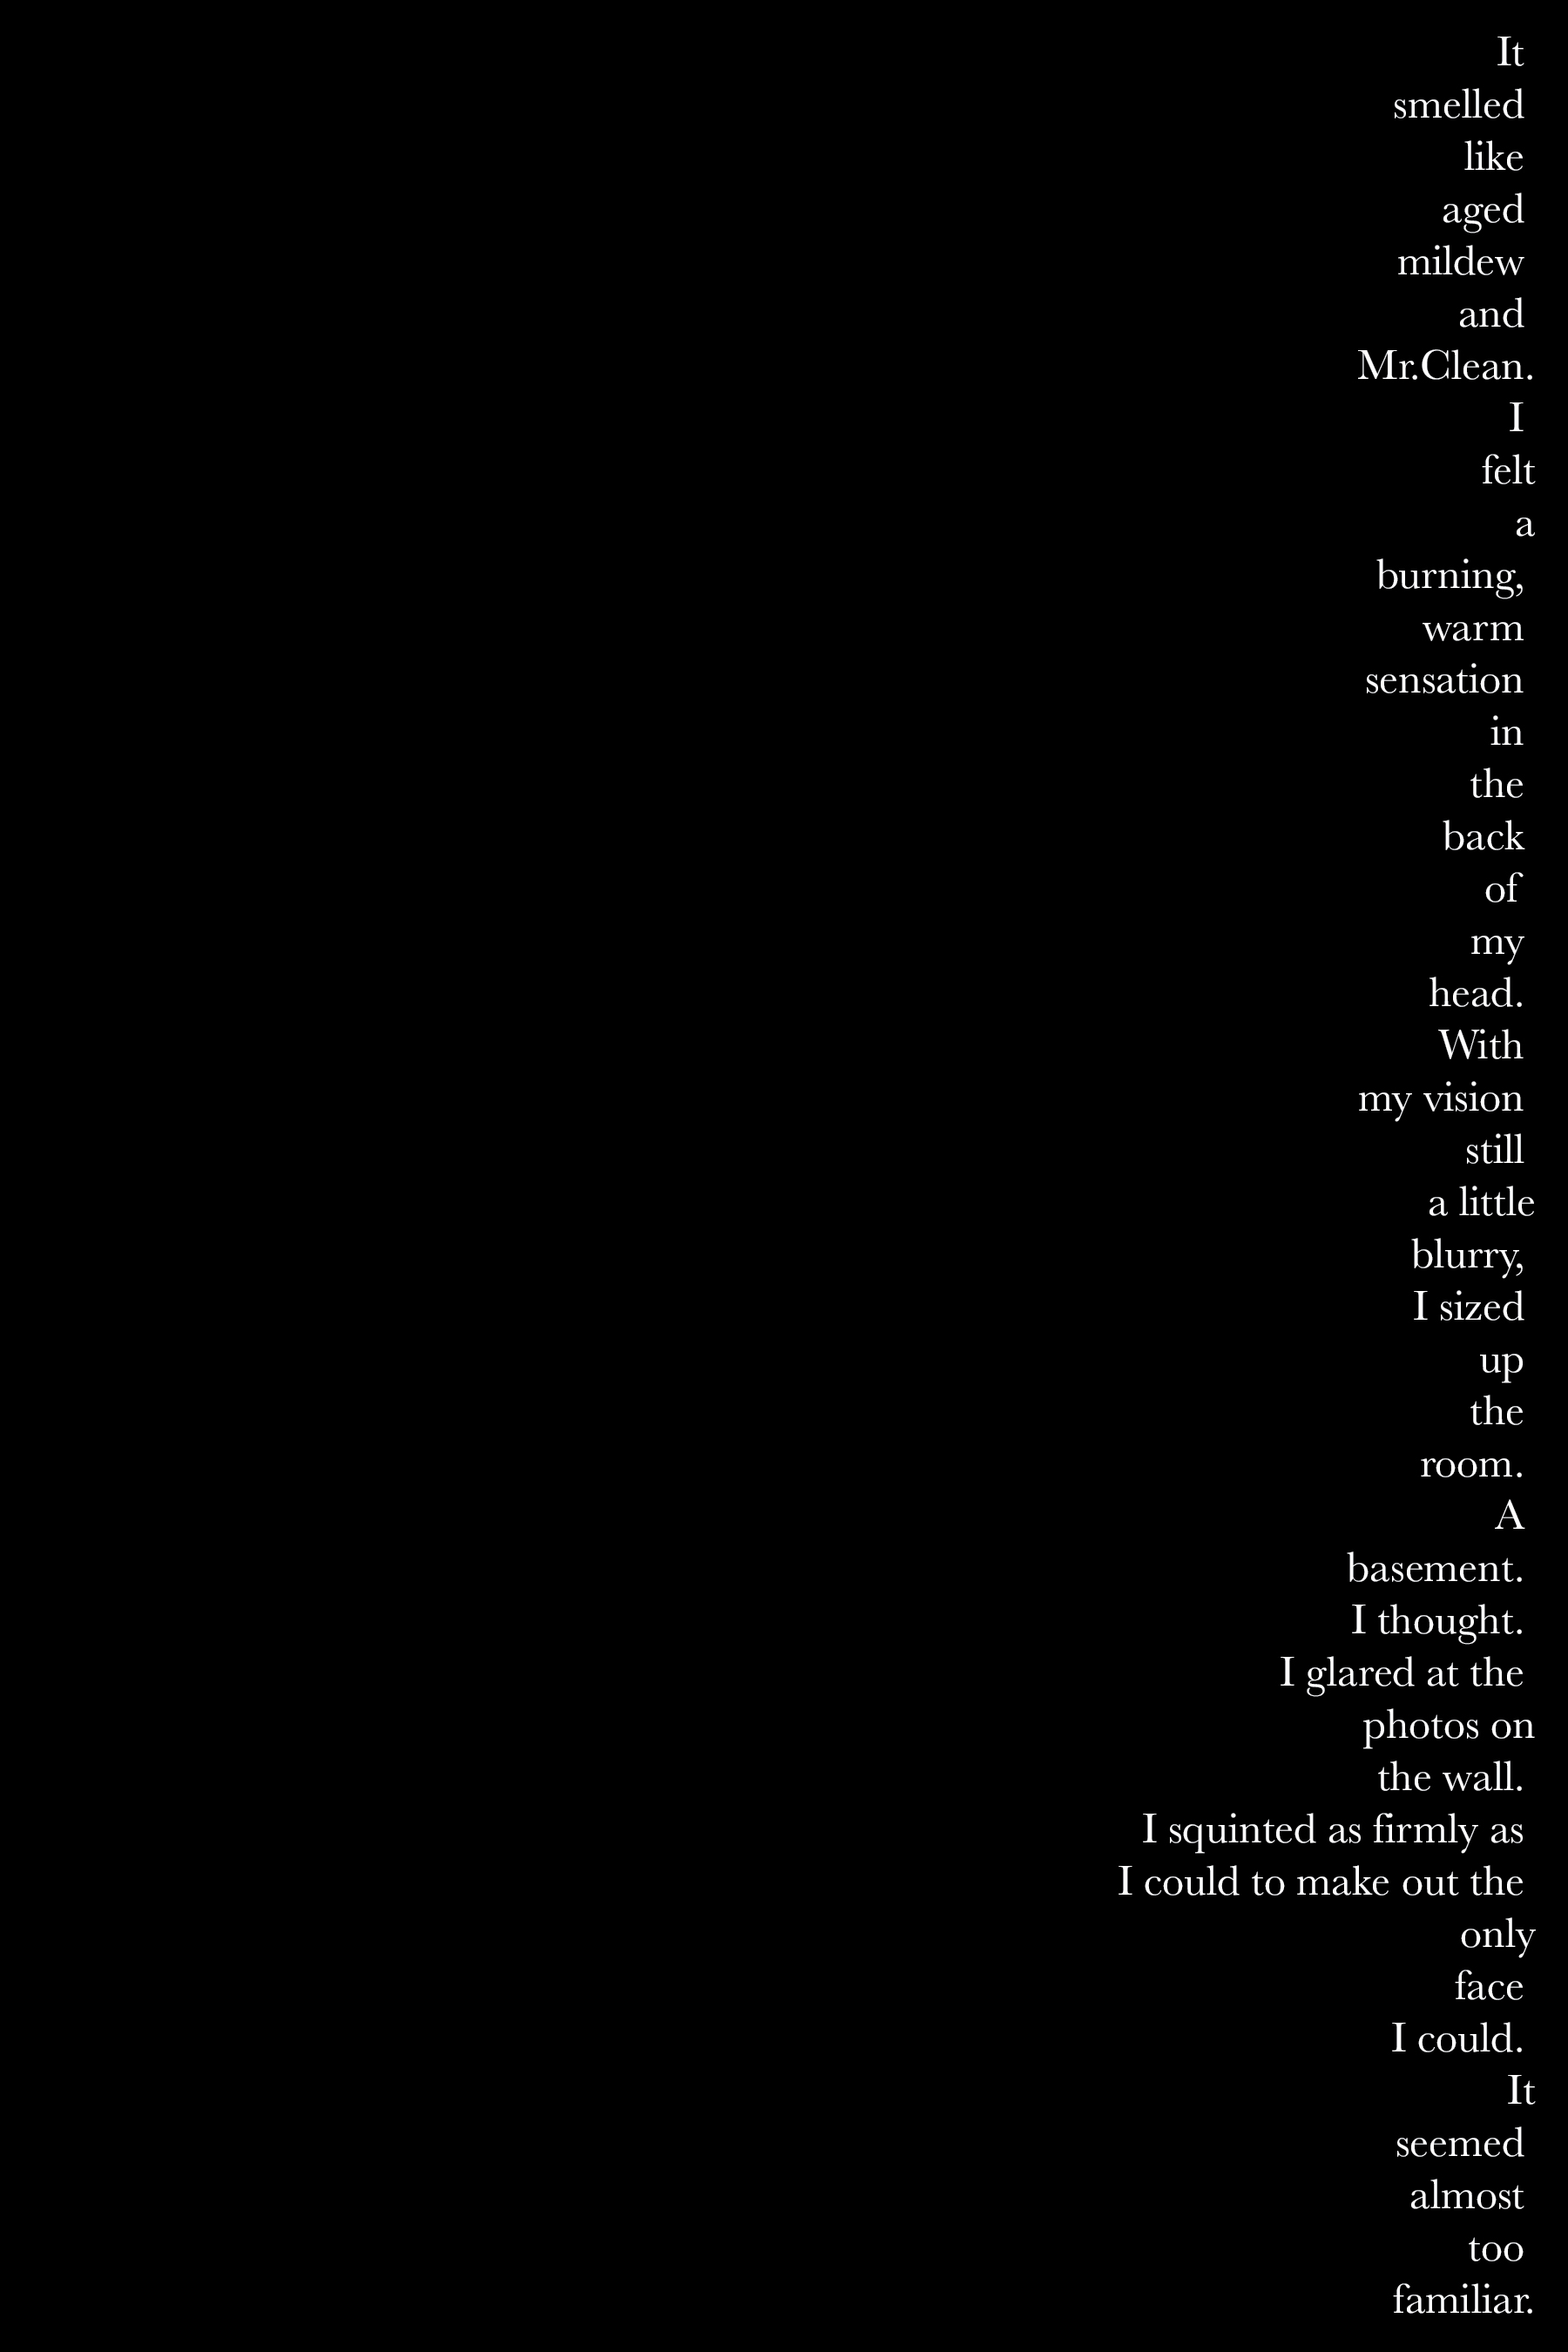 It
smelled
like
aged
mildew
and
Mr.Clean.
I
felt
a
burning,
warm
sensation
in
the
back
of
my
head.
With
my vision
still
a little
blurry,
I sized
up
the
room.
A
basement.
I thought.
I glared at the
photos on
the wall.
I squinted as firmly as
I could to make out the
only
face
I could.
It
seemed
almost
too
familiar.